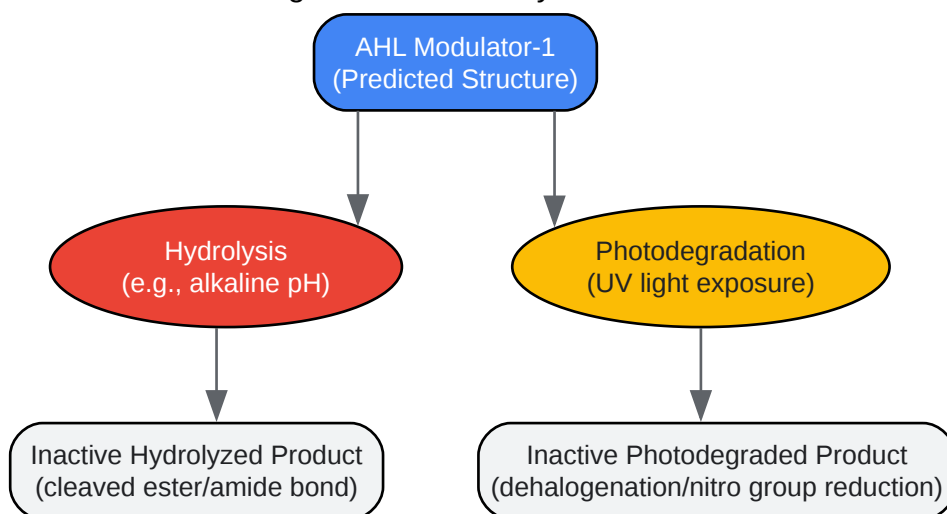 AHL Modulator-1
(Predicted Structure)
Hydrolysis
(e.g., alkaline pH)
Photodegradation
(UV light exposure)
Inactive Hydrolyzed Product
(cleaved ester/amide bond)
Inactive Photodegraded Product
(dehalogenation/nitro group reduction)